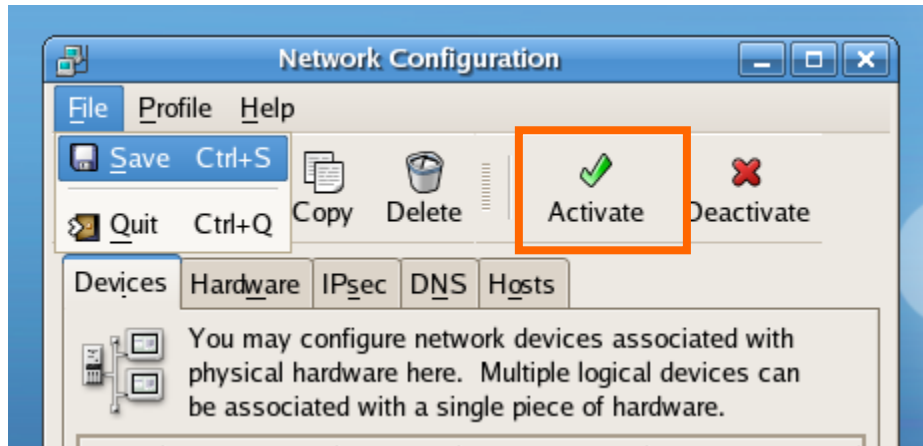 Network Configuration
File Profile Help
Save Ctrl+S
Quit Ctrl+Q
Copy Delete Activate Deactivate
Devices Hardware IPsec DNS Hosts
You may configure network devices associated with
physical hardware here. Multiple logical devices can
be associated with a single piece of hardware.